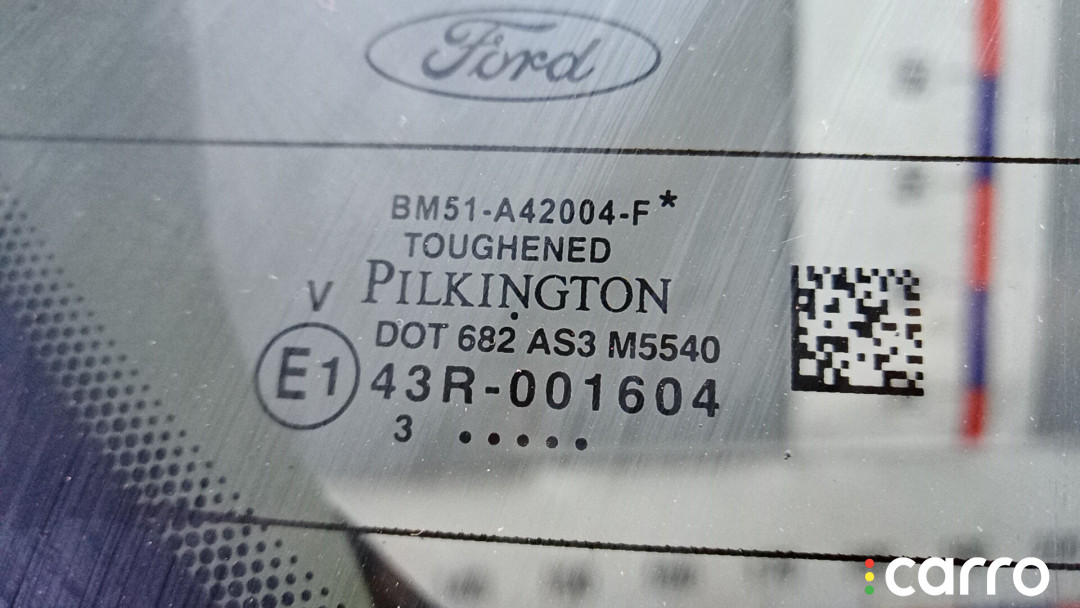 Ford
BM51-A42004-F*
TOUGHENED
V PILKINGTON
DOT 682 AS3 M5540
E1 43R-001604
3 .....
carro